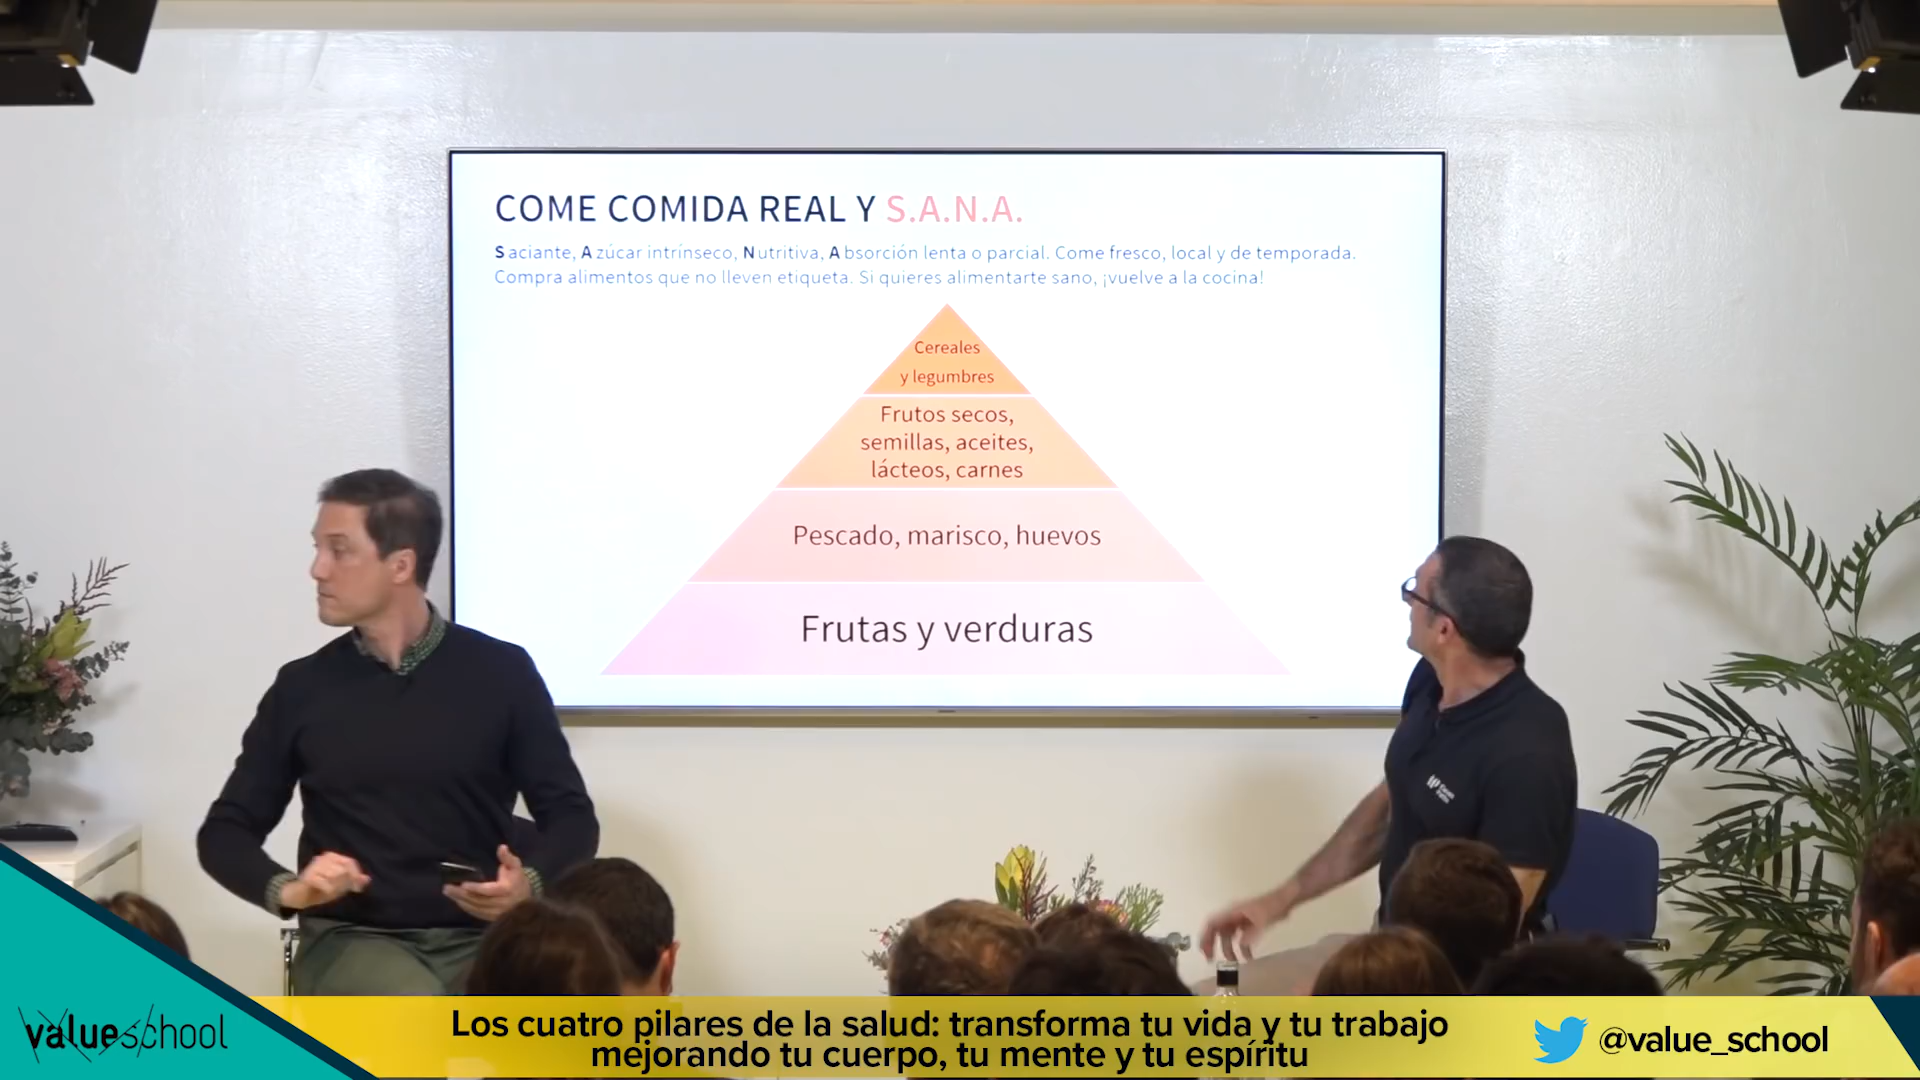 COME COMIDA REAL Y S.A.N.A.
Saciante, Azúcar intrínseco, Nutritiva, Absorción lenta o parcial. Come fresco, local y de temporada.
Compra alimentos que no lleven etiqueta. Si quieres alimentarte sano, ¡vuelve a la cocina!
Cereales
y legumbres
Frutos secos,
semillas, aceites,
lácteos, carnes
Pescado, marisco, huevos
Frutas y verduras
valueschool
Los cuatro pilares de la salud: transforma tu vida y tu trabajo
mejorando tu cuerpo, tu mente y tu espíritu
@value_school